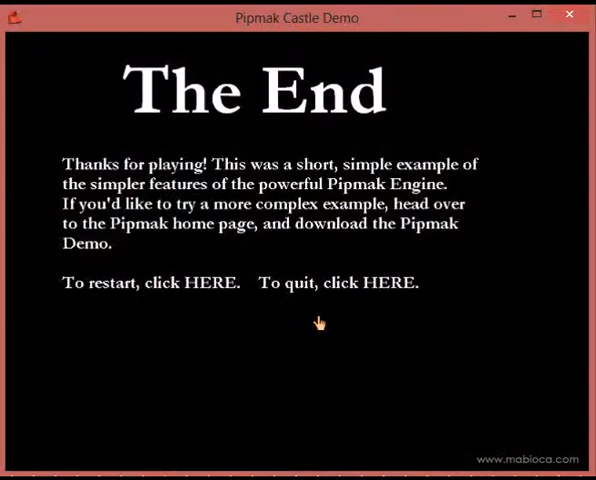 Pipmak Castle Demo
The End
Thanks for playing! This was a short, simple example of
the simpler features of the powerful Pipmak Engine.
If you'd like to try a more complex example, head over
to the Pipmak home page, and download the Pipmak
Demo.
To restart, click HERE. To quit, click HERE.
www.mabioca.com